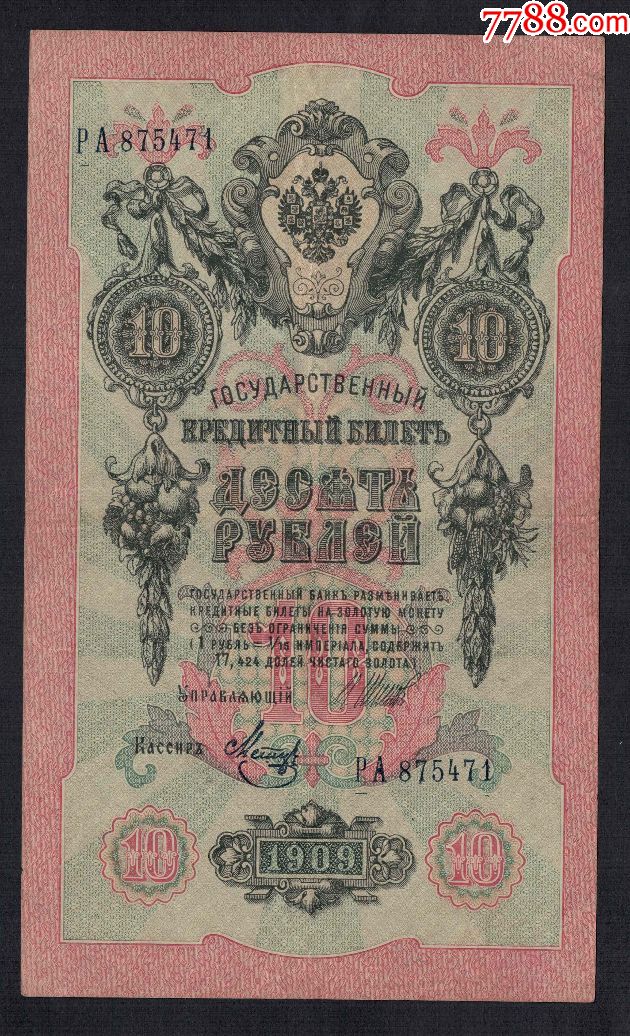 7788.com
РА 875471
10 10
ГОСУДАРСТВЕННЫЙ
КРЕДИТНЫЙ БИЛЕТЪ
ДЕСЯТЬ
РУБЛЕЙ
ГОСУДАРСТВЕННЫЙ БАНКЪ РАЗМѢНИВАЕТЪ
КРЕДИТНЫЕ БИЛЕТЫ НА ЗОЛОТУЮ МОНЕТУ
БЕЗЪ ОГРАНИЧЕНІЯ СУММЫ
(1 РУБЛЬ = 1/15 ИМПЕРІАЛА, СОДЕРЖИТЪ
17,424 ДОЛЕЙ ЧИСТАГО ЗОЛОТА)
10
УПРАВЛЯЮЩІЙ
Кассиръ
РА 875471
10 1909 10